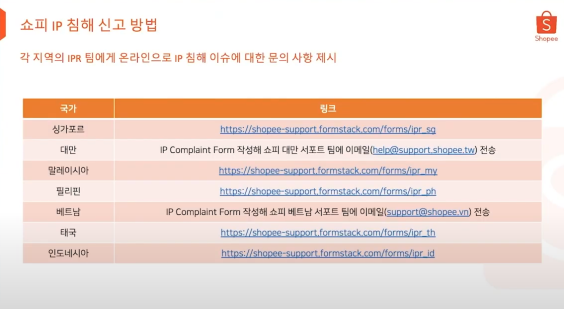 쇼피 IP 침해 신고 방법
Shopee
각 지역의 IPR 팀에게 온라인으로 IP 침해 이슈에 대한 문의 사항 제시
국가 링크
싱가포르 https://shopee-support.formstack.com/forms/ipr_sg
대만 IP Complaint Form 작성해 쇼피 대만 서포트 팀에 이메일(help@support.shopee.tw) 전송
말레이시아 https://shopee-support.formstack.com/forms/ipr_my
필리핀 https://shopee-support.formstack.com/forms/ipr_ph
베트남 IP Complaint Form 작성해 쇼피 베트남 서포트 팀에 이메일(support@shopee.vn) 전송
태국 https://shopee-support.formstack.com/forms/ipr_th
인도네시아 https://shopee-support.formstack.com/forms/ipr_id